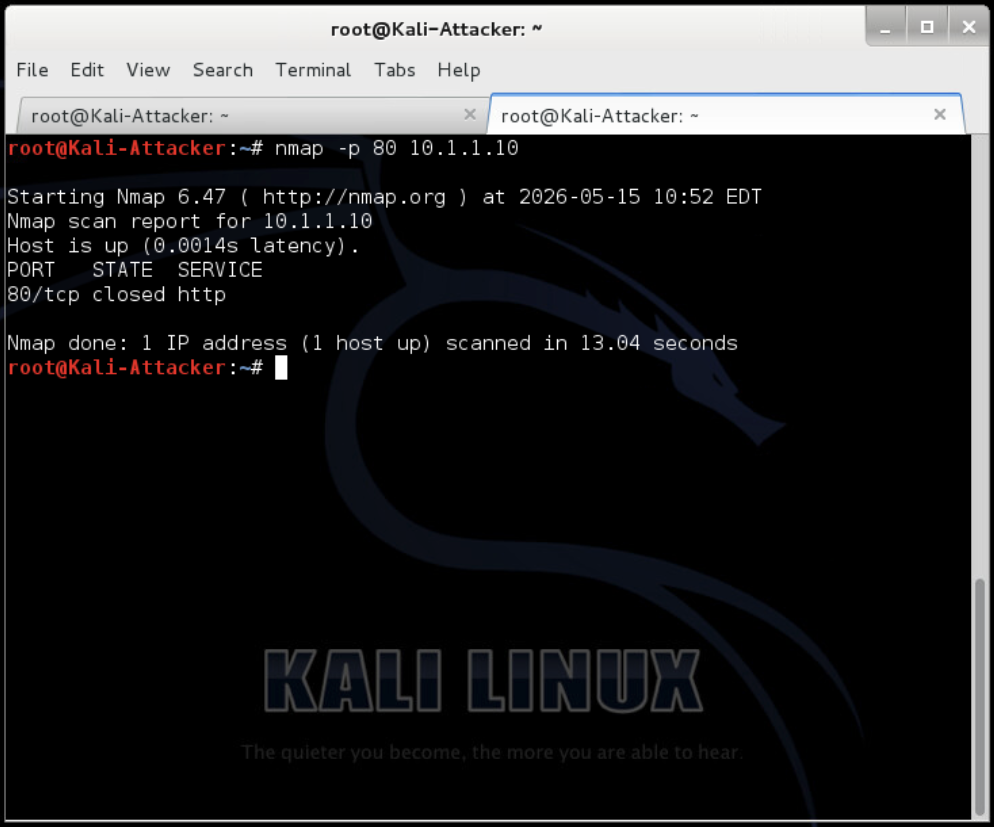 root@Kali-Attacker: ~
File Edit View Search Terminal Tabs Help
root@Kali-Attacker: ~ × root@Kali-Attacker: ~ ×
root@Kali-Attacker:~# nmap -p 80 10.1.1.10
Starting Nmap 6.47 ( http://nmap.org ) at 2026-05-15 10:52 EDT
Nmap scan report for 10.1.1.10
Host is up (0.0014s latency).
PORT   STATE  SERVICE
80/tcp closed http
Nmap done: 1 IP address (1 host up) scanned in 13.04 seconds
root@Kali-Attacker:~#
KALI LINUX
The quieter you become, the more you are able to hear.